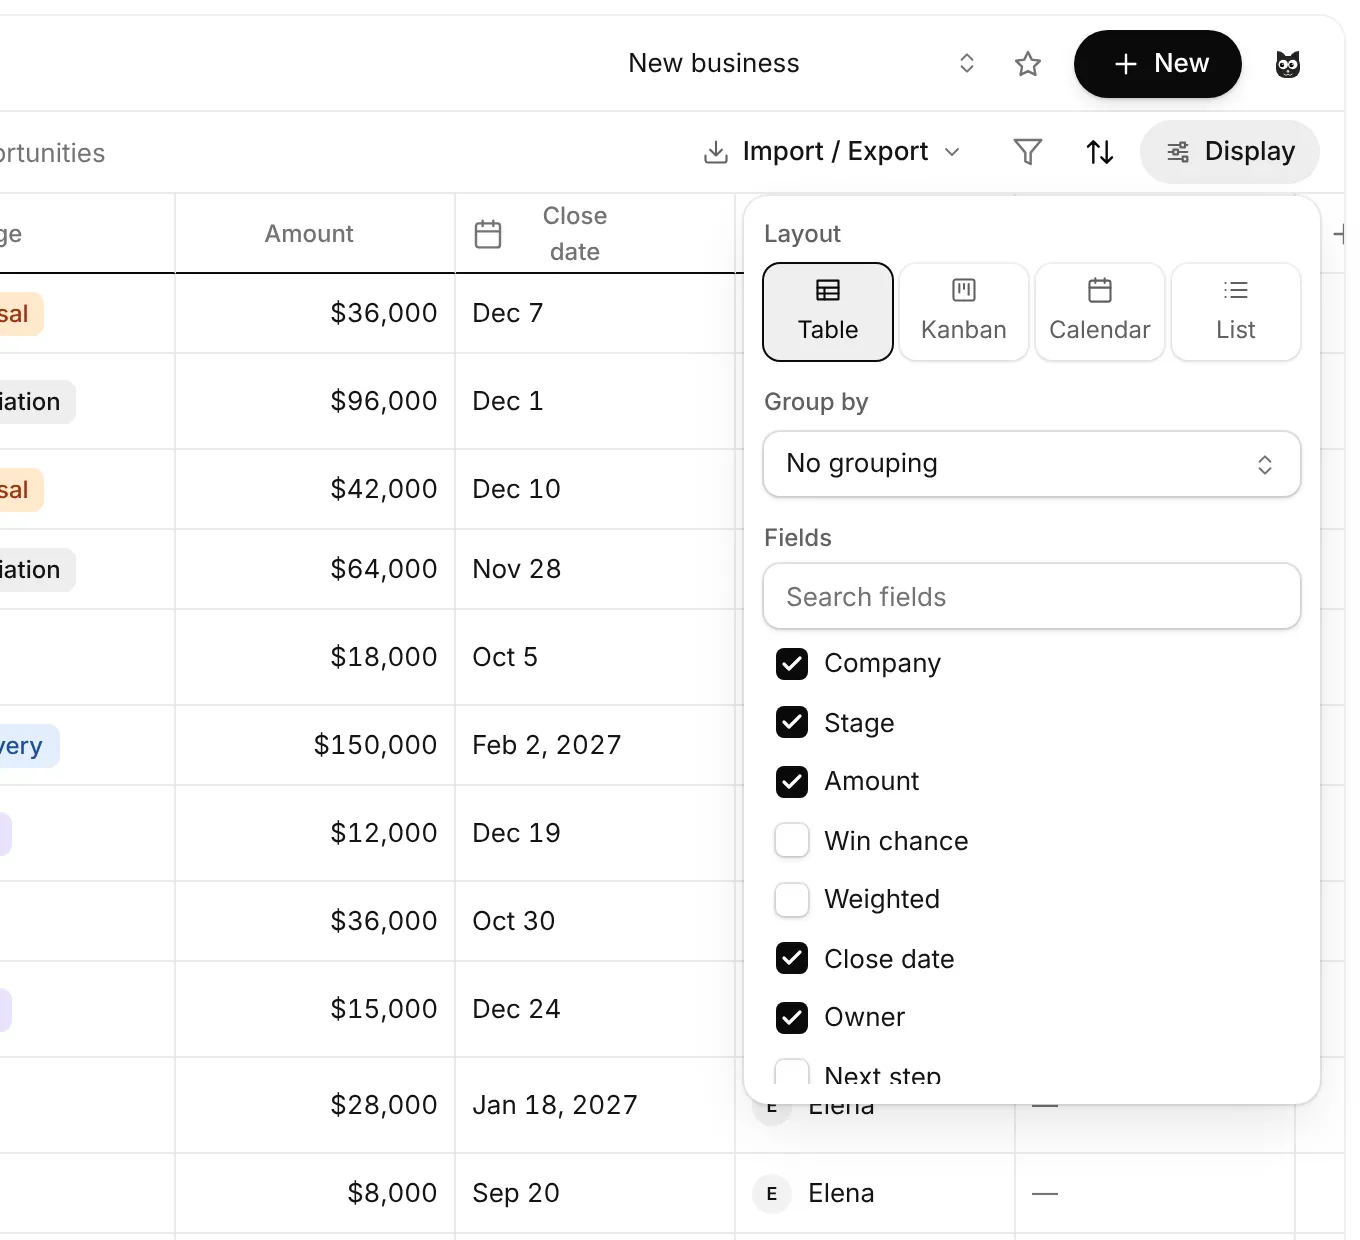 New business
New
ortunities
Import / Export
Display
ge
Amount
Close
date
Layout
Table
Kanban
Calendar
List
Group by
No grouping
Fields
Search fields
Company
Stage
Amount
Win chance
Weighted
Close date
Owner
Next step
sal
$36,000
Dec 7
iation
$96,000
Dec 1
sal
$42,000
Dec 10
iation
$64,000
Nov 28
$18,000
Oct 5
very
$150,000
Feb 2, 2027
$12,000
Dec 19
$36,000
Oct 30
$15,000
Dec 24
$28,000
Jan 18, 2027
E
Elena
—
$8,000
Sep 20
E
Elena
—